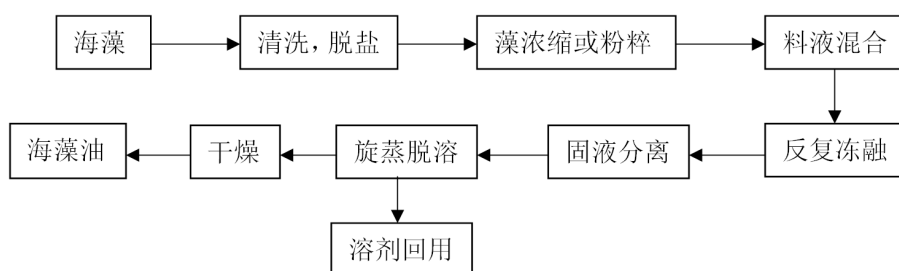 海藻
清洗，脱盐
藻浓缩或粉粹
料液混合
反复冻融
固液分离
旋蒸脱溶
干燥
海藻油
溶剂回用